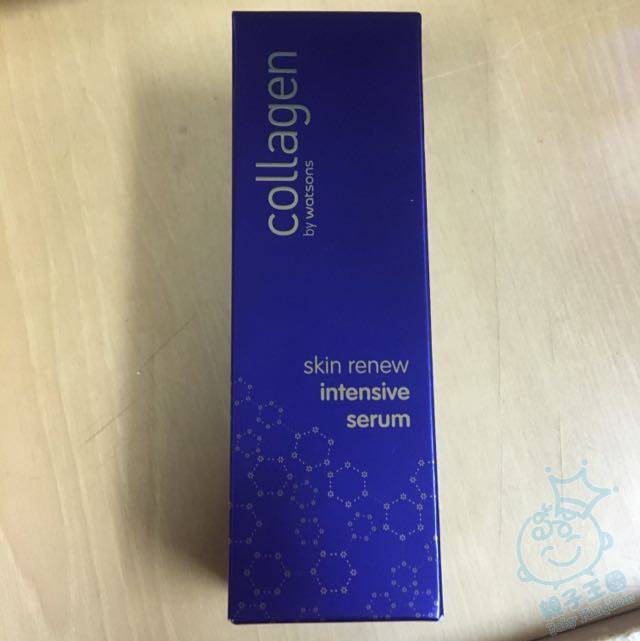 collagen
by watsons
skin renew
intensive
serum